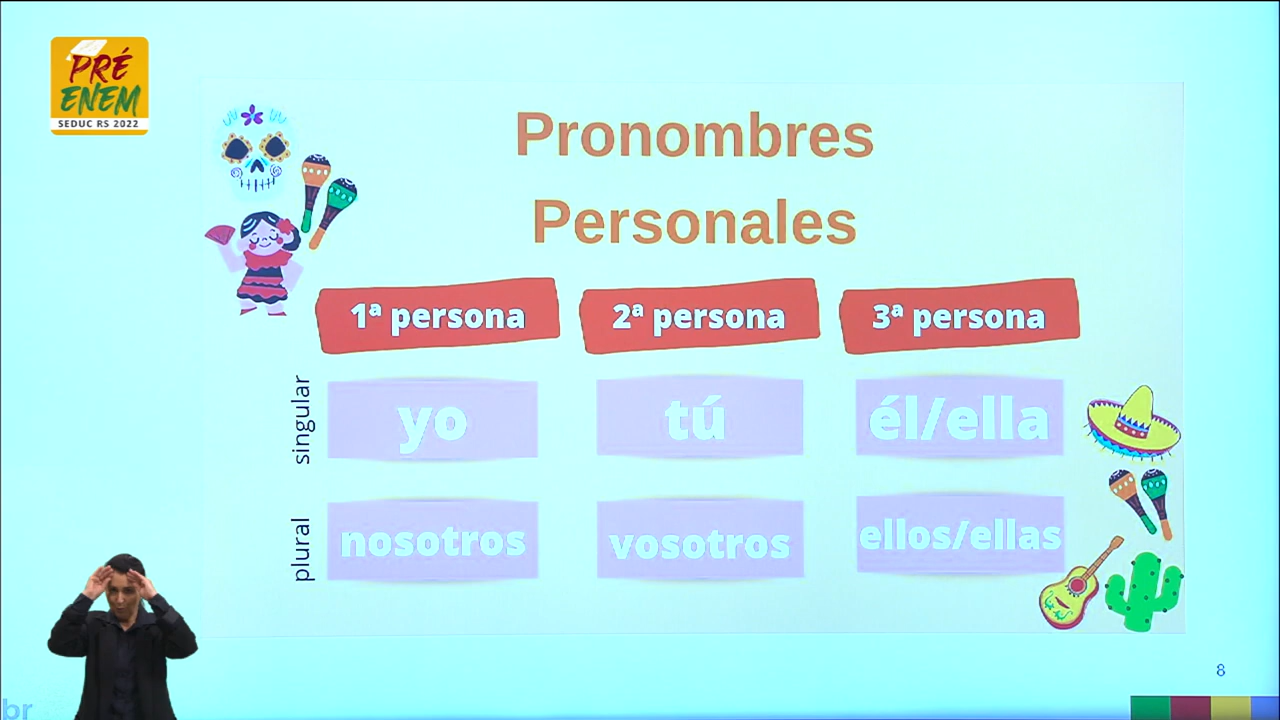 PRÉ
ENEM
SEDUC RS 2022
Pronombres
Personales
1ª persona
2ª persona
3ª persona
singular
yo
tú
él/ella
plural
nosotros
vosotros
ellos/ellas
8
br